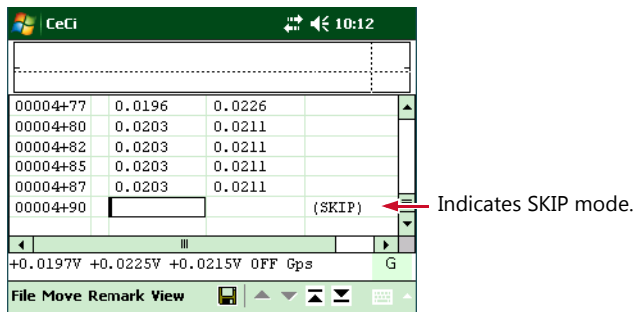 CeCi 10:12
00004+77 0.0196 0.0226
00004+80 0.0203 0.0211
00004+82 0.0203 0.0211
00004+85 0.0203 0.0211
00004+87 0.0203 0.0211
00004+90 (SKIP)
Indicates SKIP mode.
+0.0197V +0.0225V +0.0215V OFF Gps G
File Move Remark View